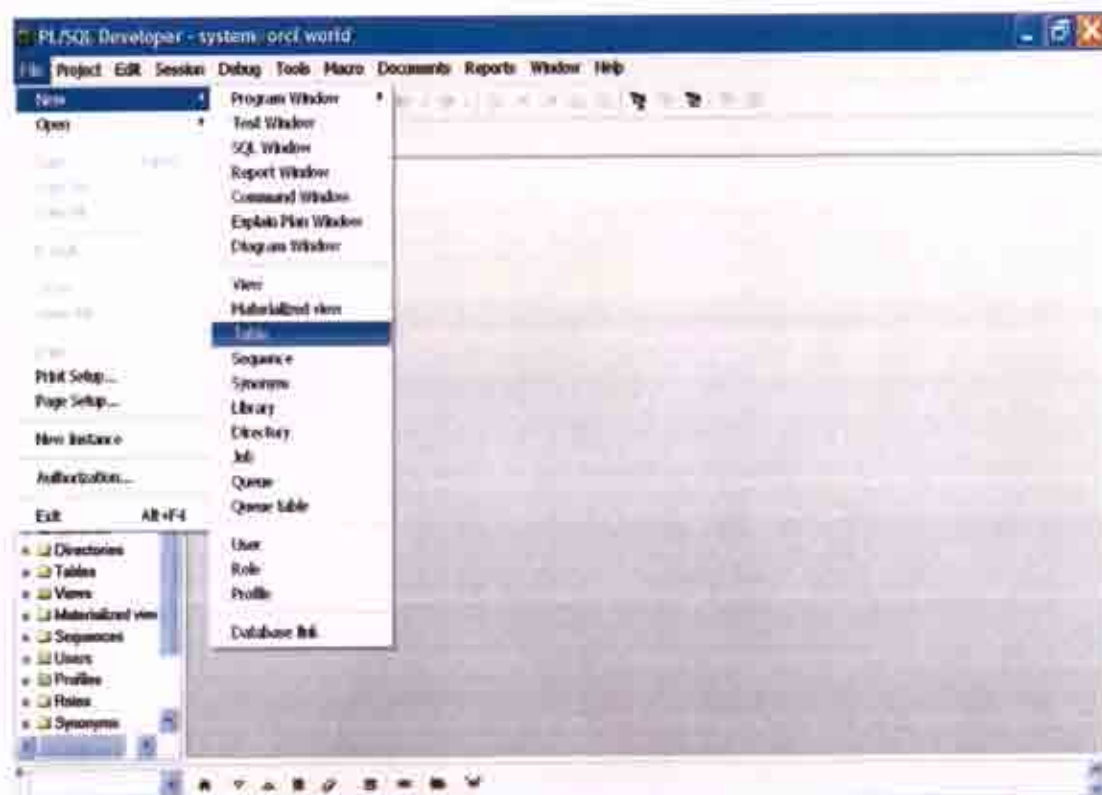 PL/SQL Developer - system orcl world
File Project Edit Session Debug Tools Macro Documents Reports Window Help
New
Open
Print Setup...
Page Setup...
New Instance
Authorization...
Exit Alt+F4
Program Window
Test Window
SQL Window
Report Window
Command Window
Explain Plan Window
Diagram Window
View
Materialized view
Table
Sequence
Synonym
Library
Directory
Job
Queue
Queue table
User
Role
Profile
Database link
Directories
Tables
Views
Materialized view
Sequences
Users
Profiles
Roles
Synonyms